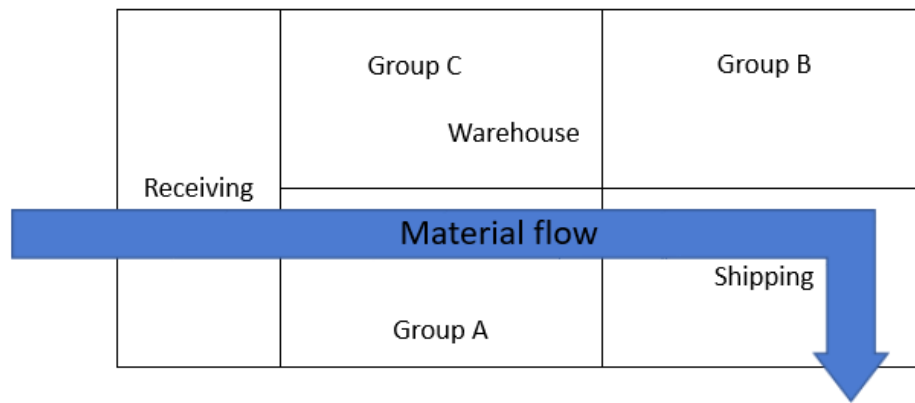 Group C
Group B
Warehouse
Receiving
Material flow
Shipping
Group A